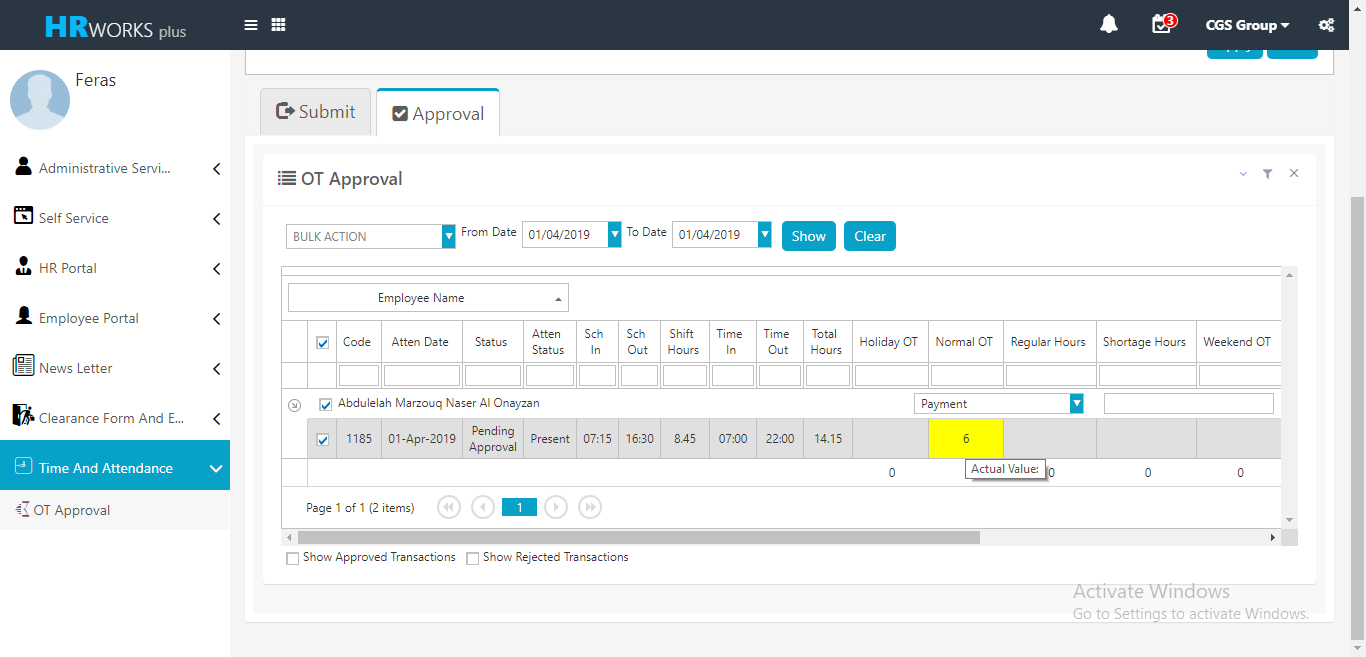 HRWORKS plus
3
CGS Group
Feras
Administrative Servi...
Self Service
HR Portal
Employee Portal
News Letter
Clearance Form And E...
Time And Attendance
OT Approval
Submit
Approval
OT Approval
BULK ACTION
From Date
01/04/2019
To Date
01/04/2019
Show
Clear
Employee Name
Code
Atten Date
Status
Atten Status
Sch In
Sch Out
Shift Hours
Time In
Time Out
Total Hours
Holiday OT
Normal OT
Regular Hours
Shortage Hours
Weekend OT
Abdulelah Marzouq Naser Al Onayzan
Payment
1185
01-Apr-2019
Pending Approval
Present
07:15
16:30
8.45
07:00
22:00
14.15
6
Actual Value:
0
0
0
0
Page 1 of 1 (2 items)
1
Show Approved Transactions
Show Rejected Transactions
Activate Windows
Go to Settings to activate Windows.